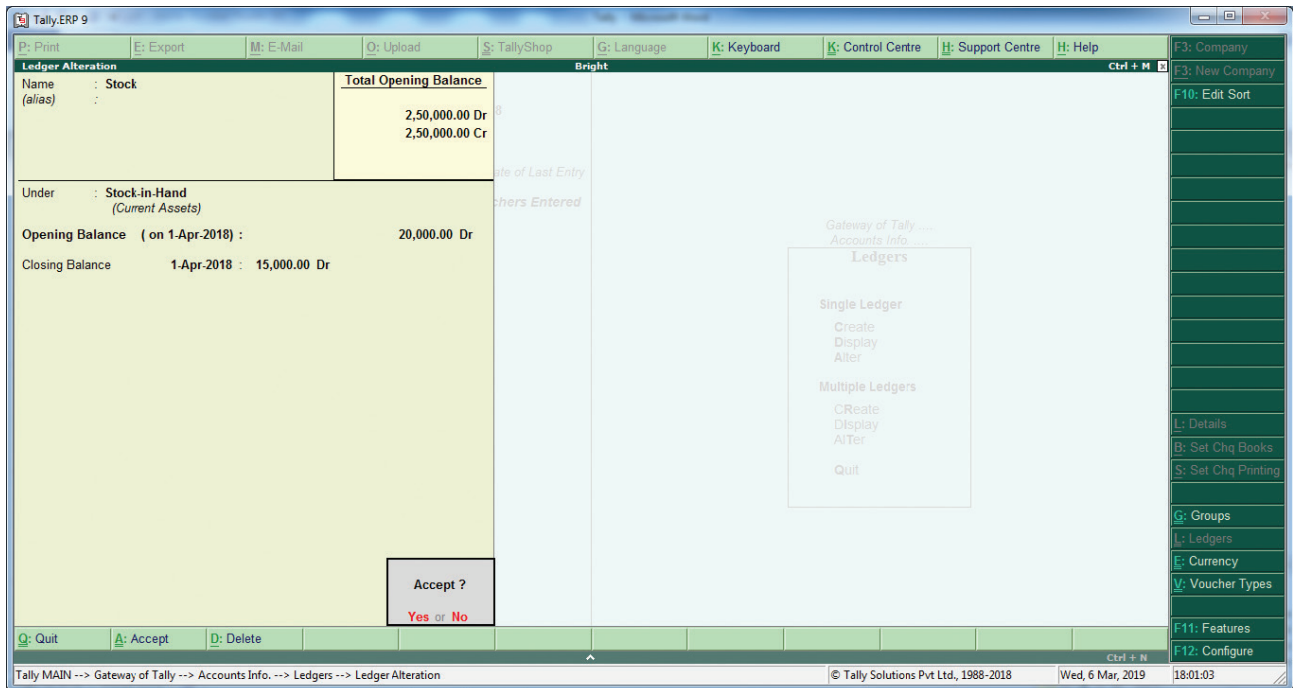 Tally.ERP 9
P: Print E: Export M: E-Mail O: Upload S: TallyShop G: Language K: Keyboard K: Control Centre H: Support Centre H: Help
F3: Company
Ledger Alteration Bright Ctrl + M
F3: New Company
F10: Edit Sort
Name : Stock
(alias) :
Total Opening Balance
2,50,000.00 Dr
2,50,000.00 Cr
ate of Last Entry
chers Entered
Under : Stock-in-Hand
(Current Assets)
Opening Balance ( on 1-Apr-2018) : 20,000.00 Dr
Closing Balance 1-Apr-2018 : 15,000.00 Dr
Gateway of Tally ....
Accounts Info. ....
Ledgers
Single Ledger
Create
Display
Alter
Multiple Ledgers
CReate
DIsplay
AlTer
Quit
L: Details
B: Set Chq Books
S: Set Chq Printing
G: Groups
L: Ledgers
E: Currency
V: Voucher Types
F11: Features
F12: Configure
Accept ?
Yes or No
Q: Quit A: Accept D: Delete
Ctrl + N
Tally MAIN --> Gateway of Tally --> Accounts Info. --> Ledgers --> Ledger Alteration © Tally Solutions Pvt Ltd., 1988-2018 Wed, 6 Mar, 2019 18:01:03